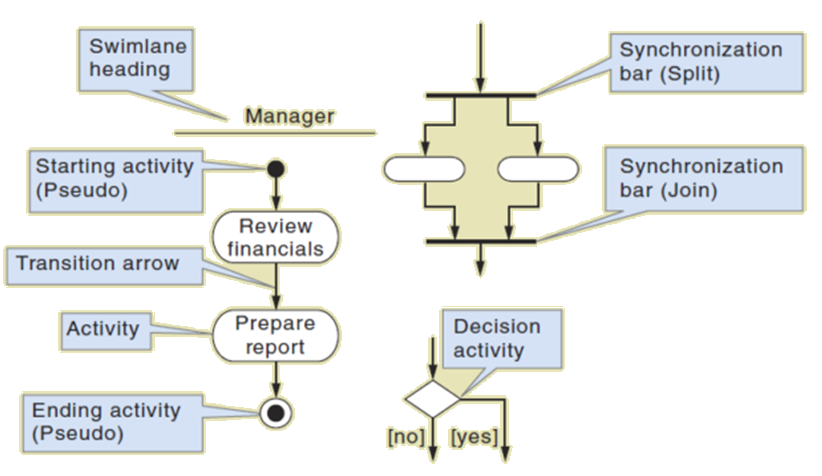 Swimlane
heading
Manager
Starting activity
(Pseudo)
Review
financials
Transition arrow
Activity
Prepare
report
Ending activity
(Pseudo)
Synchronization
bar (Split)
Synchronization
bar (Join)
Decision
activity
[no] [yes]